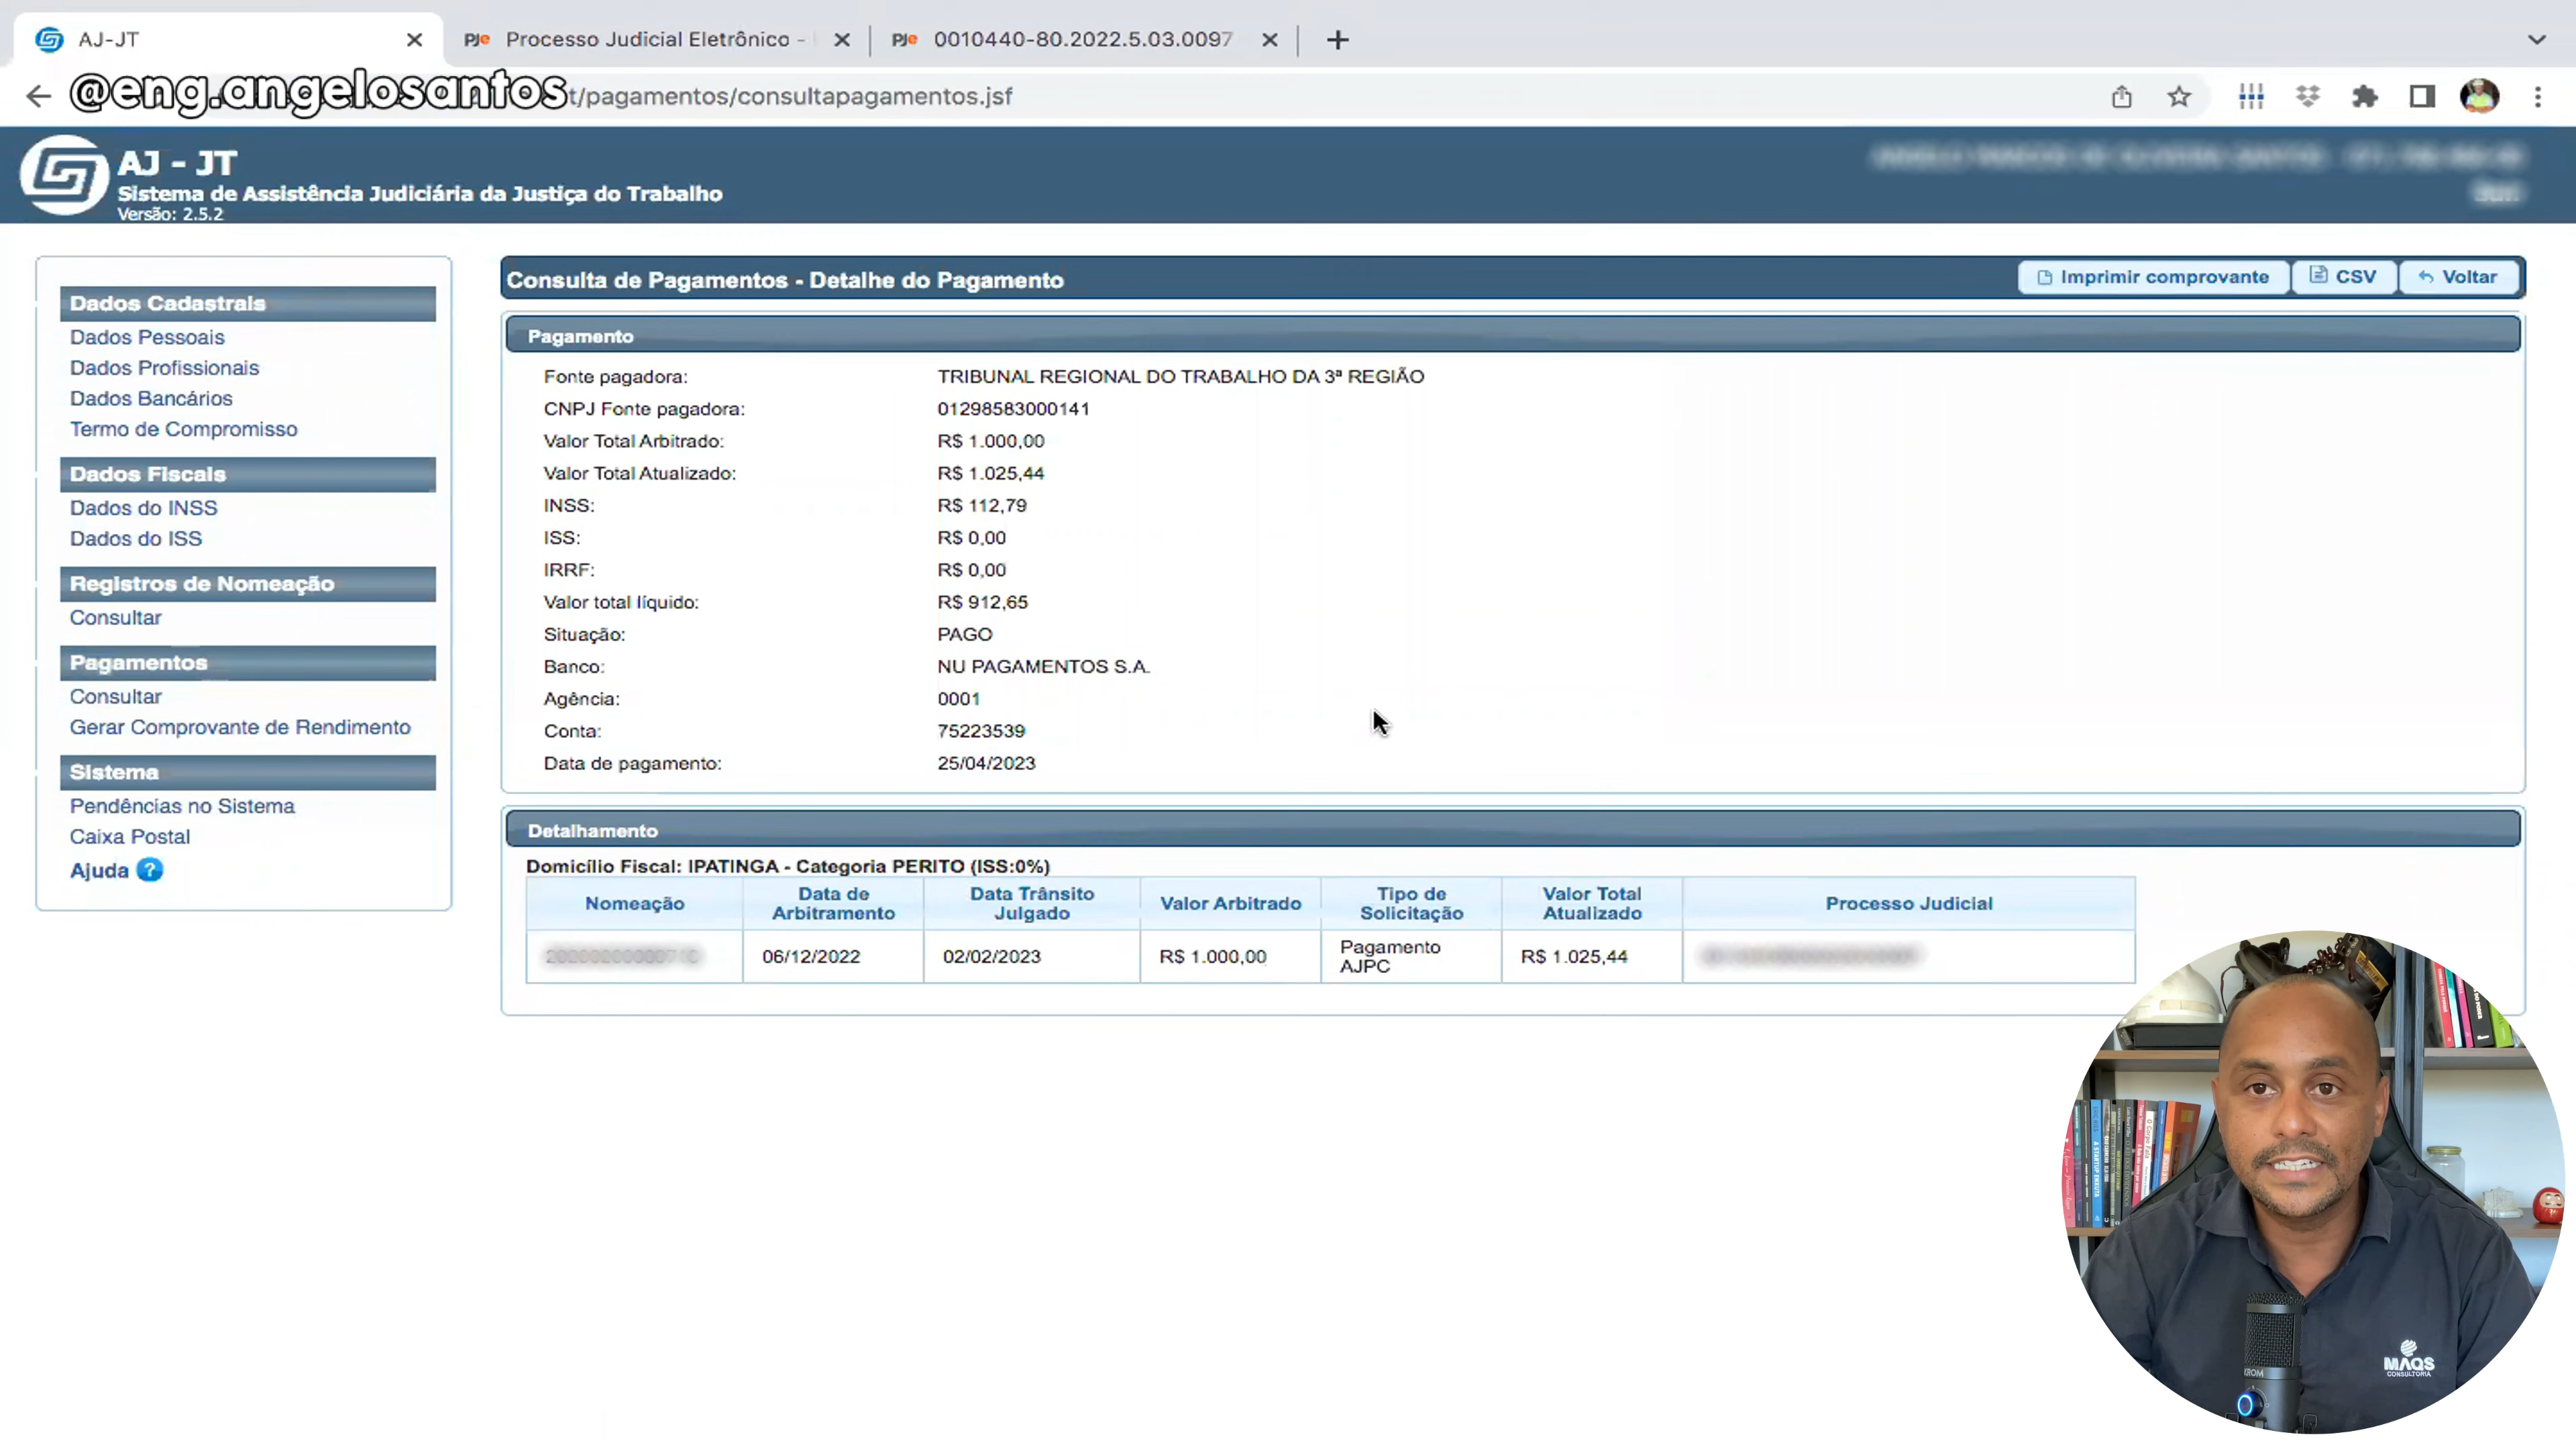 AJ-JT
PJe Processo Judicial Eletrônico -
PJe 0010440-80.2022.5.03.0097
@eng.angelosantos
t/pagamentos/consultapagamentos.jsf
AJ - JT
Sistema de Assistência Judiciária da Justiça do Trabalho
Versão: 2.5.2
Dados Cadastrais
Dados Pessoais
Dados Profissionais
Dados Bancários
Termo de Compromisso
Dados Fiscais
Dados do INSS
Dados do ISS
Registros de Nomeação
Consultar
Pagamentos
Consultar
Gerar Comprovante de Rendimento
Sistema
Pendências no Sistema
Caixa Postal
Ajuda ?
Consulta de Pagamentos - Detalhe do Pagamento
Imprimir comprovante CSV Voltar
Pagamento
Fonte pagadora: TRIBUNAL REGIONAL DO TRABALHO DA 3ª REGIÃO
CNPJ Fonte pagadora: 01298583000141
Valor Total Arbitrado: R$ 1.000,00
Valor Total Atualizado: R$ 1.025,44
INSS: R$ 112,79
ISS: R$ 0,00
IRRF: R$ 0,00
Valor total líquido: R$ 912,65
Situação: PAGO
Banco: NU PAGAMENTOS S.A.
Agência: 0001
Conta: 75223539
Data de pagamento: 25/04/2023
Detalhamento
Domicílio Fiscal: IPATINGA - Categoria PERITO (ISS:0%)
Nomeação Data de Arbitramento Data Trânsito Julgado Valor Arbitrado Tipo de Solicitação Valor Total Atualizado Processo Judicial
06/12/2022 02/02/2023 R$ 1.000,00 Pagamento AJPC R$ 1.025,44
MAQS
CONSULTORIA